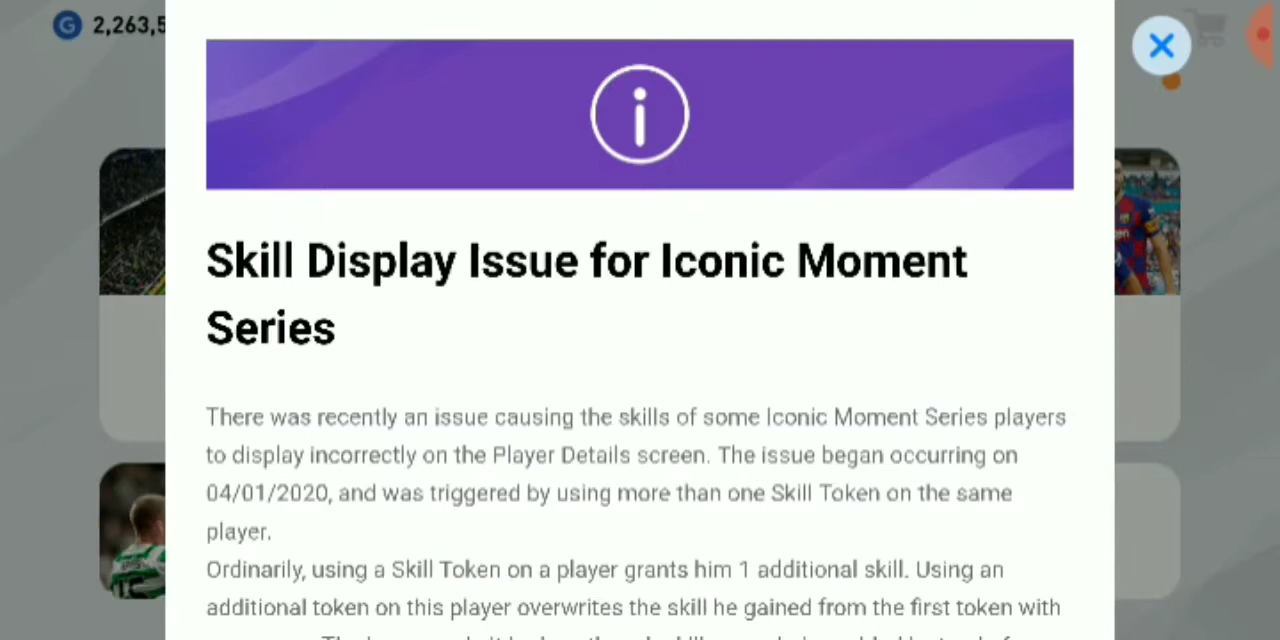 2,263,5
Skill Display Issue for Iconic Moment
Series
There was recently an issue causing the skills of some Iconic Moment Series players
to display incorrectly on the Player Details screen. The issue began occurring on
04/01/2020, and was triggered by using more than one Skill Token on the same
player.
Ordinarily, using a Skill Token on a player grants him 1 additional skill. Using an
additional token on this player overwrites the skill he gained from the first token with